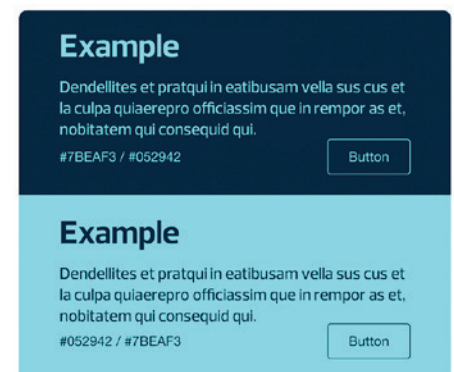 Example
Dendellites et pratqui in eatibusam vella sus cus et
la culpa quiaerepro officiassim que in rempor as et,
nobitatem qui consequid qui.
#7BEAF3 / #052942
Button
Example
Dendellites et pratqui in eatibusam vella sus cus et
la culpa quiaerepro officiassim que in rempor as et,
nobitatem qui consequid qui.
#052942 / #7BEAF3
Button